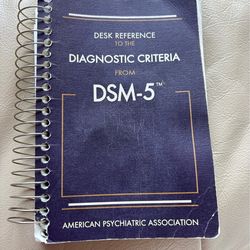 DESK REFERENCE
TO THE
DIAGNOSTIC CRITERIA
FROM
DSM-5™
AMERICAN PSYCHIATRIC ASSOCIATION